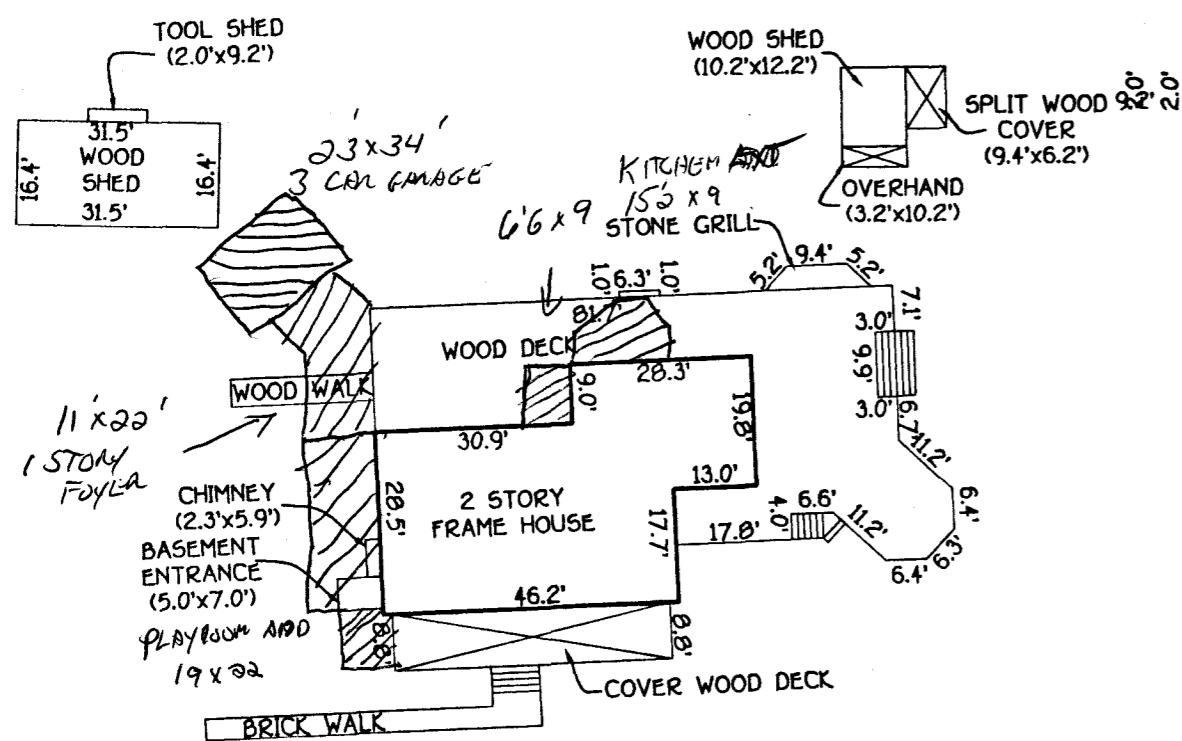 TOOL SHED
(2.0'x9.2')
31.5'
WOOD
SHED
16.4'
16.4'
31.5'
23'x34'
3 CAR GARAGE
WOOD SHED
(10.2'x12.2')
SPLIT WOOD
COVER
(9.4'x6.2')
2.0'
OVERHAND
(3.2'x10.2')
KITCHEN
15'2 x 9
6'6 x 9
STONE GRILL
5.2'
9.4'
5.2'
1.0'
6.3'
1.0'
WOOD DECK
7.1'
3.0'
9.9'
3.0'
6.7'
11.2'
6.4'
6.3'
6.4'
11.2'
6.6'
4.0'
17.8'
WOOD WALK
11'x22'
1 STORY
FOYER
28.3'
9.0'
19.8'
30.9'
13.0'
28.5'
2 STORY
FRAME HOUSE
17.7'
CHIMNEY
(2.3'x5.9')
BASEMENT
ENTRANCE
(5.0'x7.0')
46.2'
PLAYROOM ADD
19 x 22
8.8'
8.8'
COVER WOOD DECK
BRICK WALK